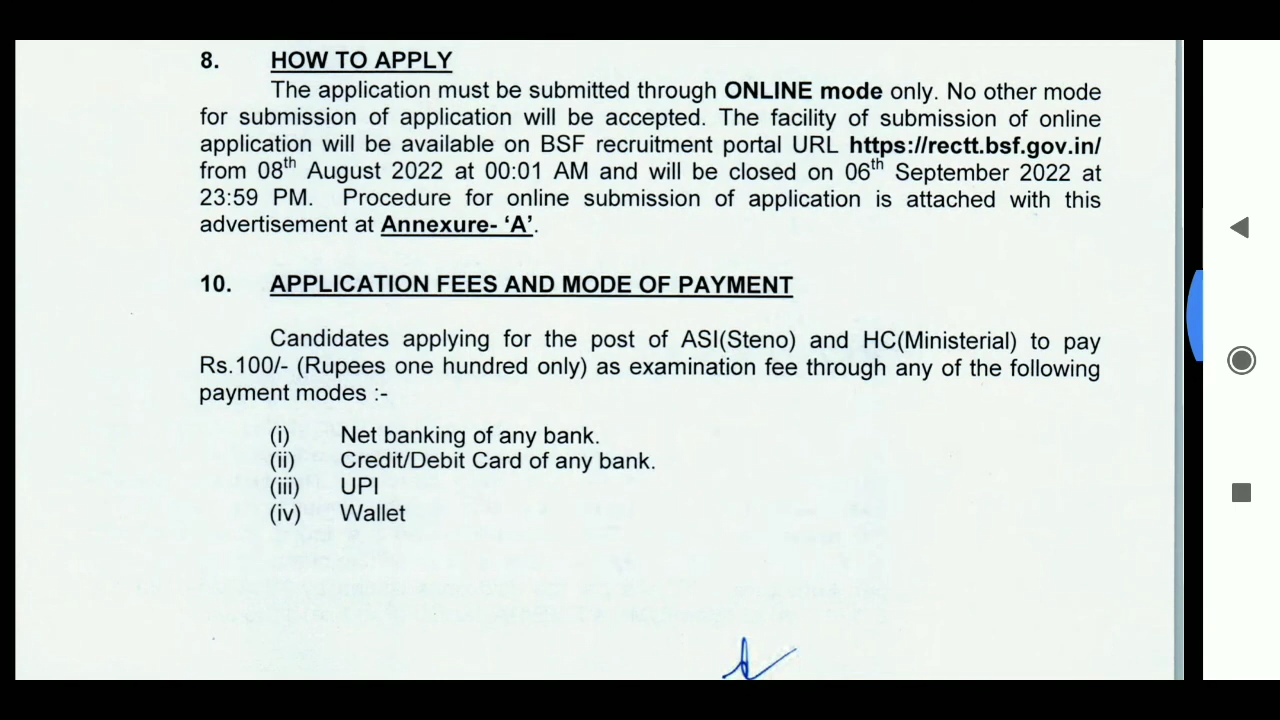 8. HOW TO APPLY
The application must be submitted through ONLINE mode only. No other mode
for submission of application will be accepted. The facility of submission of online
application will be available on BSF recruitment portal URL https://rectt.bsf.gov.in/
from 08th August 2022 at 00:01 AM and will be closed on 06th September 2022 at
23:59 PM. Procedure for online submission of application is attached with this
advertisement at Annexure- ‘A’.
10. APPLICATION FEES AND MODE OF PAYMENT
Candidates applying for the post of ASI(Steno) and HC(Ministerial) to pay
Rs.100/- (Rupees one hundred only) as examination fee through any of the following
payment modes :-
(i) Net banking of any bank.
(ii) Credit/Debit Card of any bank.
(iii) UPI
(iv) Wallet